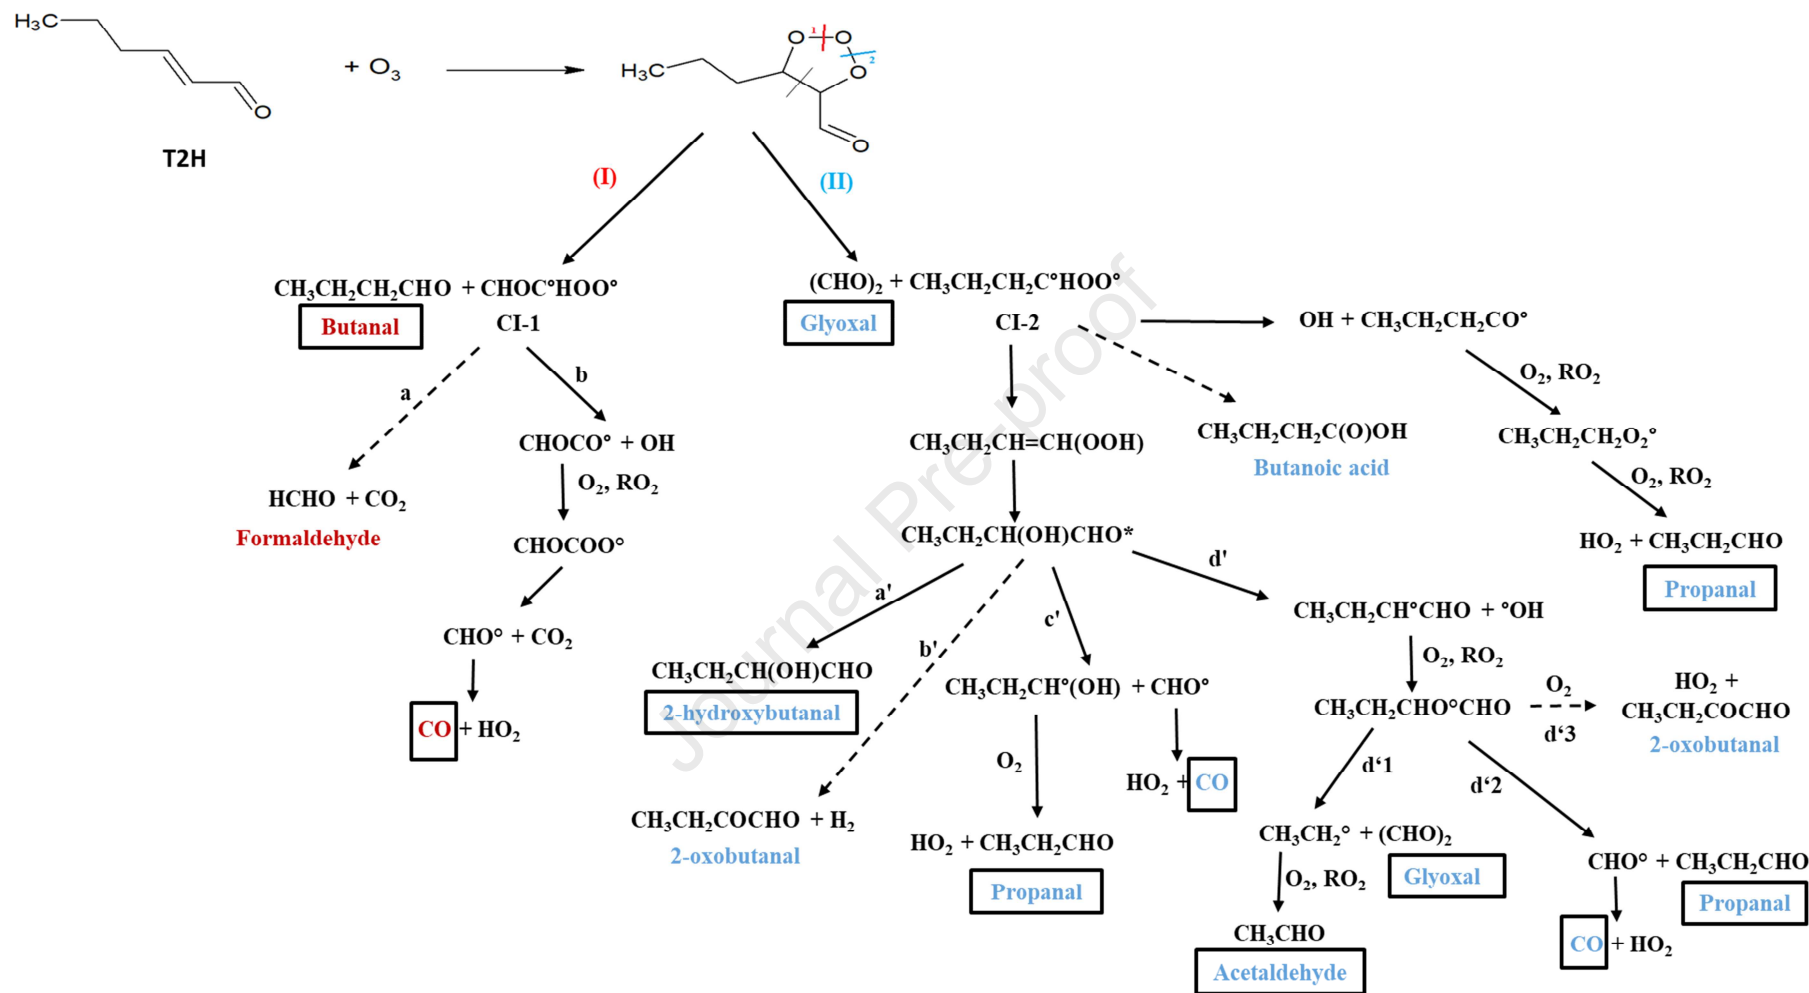 H₃C
O
+ O₃
T2H
H₃C
O
1
O
O
2
O
(I)
(II)
CH₃CH₂CH₂CHO + CHOC°HOO°
Butanal
CI-1
(CHO)₂ + CH₃CH₂CH₂C°HOO°
Glyoxal
CI-2
OH + CH₃CH₂CH₂CO°
a
b
O₂, RO₂
CHOCO° + OH
CH₃CH₂CH=CH(OOH)
CH₃CH₂CH₂C(O)OH
Butanoic acid
CH₃CH₂CH₂O₂°
O₂, RO₂
O₂, RO₂
HCHO + CO₂
Formaldehyde
CHOCOO°
CH₃CH₂CH(OH)CHO*
HO₂ + CH₃CH₂CHO
Propanal
CHO° + CO₂
CO + HO₂
a'
b'
c'
d'
CH₃CH₂CH°CHO + °OH
O₂, RO₂
CH₃CH₂CH(OH)CHO
2-hydroxybutanal
CH₃CH₂CH°(OH) + CHO°
CH₃CH₂CHO°CHO
O₂
d‘3
HO₂ +
CH₃CH₂COCHO
2-oxobutanal
O₂
HO₂ + CO
d‘1
d‘2
CH₃CH₂COCHO + H₂
2-oxobutanal
HO₂ + CH₃CH₂CHO
Propanal
CH₃CH₂° + (CHO)₂
Glyoxal
O₂, RO₂
CH₃CHO
Acetaldehyde
CHO° + CH₃CH₂CHO
Propanal
CO + HO₂
Journal Pre-proof